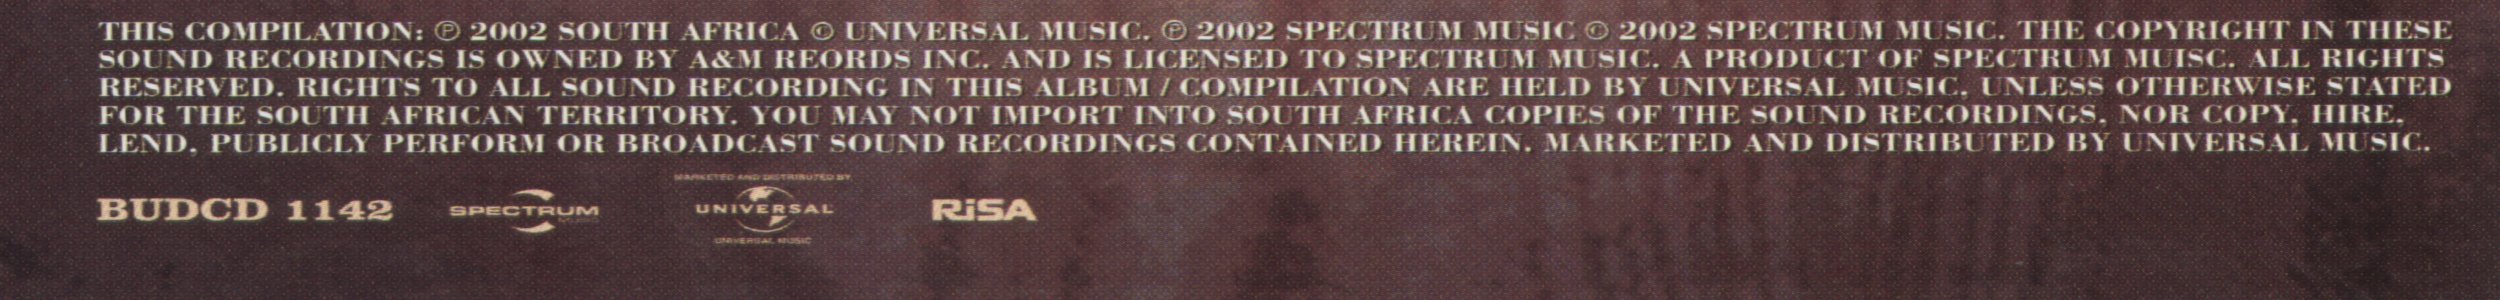 THIS COMPILATION: ℗ 2002 SOUTH AFRICA © UNIVERSAL MUSIC. ℗ 2002 SPECTRUM MUSIC © 2002 SPECTRUM MUSIC. THE COPYRIGHT IN THESE
SOUND RECORDINGS IS OWNED BY A&M REORDS INC. AND IS LICENSED TO SPECTRUM MUSIC. A PRODUCT OF SPECTRUM MUISC. ALL RIGHTS
RESERVED. RIGHTS TO ALL SOUND RECORDING IN THIS ALBUM / COMPILATION ARE HELD BY UNIVERSAL MUSIC, UNLESS OTHERWISE STATED
FOR THE SOUTH AFRICAN TERRITORY. YOU MAY NOT IMPORT INTO SOUTH AFRICA COPIES OF THE SOUND RECORDINGS, NOR COPY, HIRE,
LEND, PUBLICLY PERFORM OR BROADCAST SOUND RECORDINGS CONTAINED HEREIN. MARKETED AND DISTRIBUTED BY UNIVERSAL MUSIC.
MARKETED AND DISTRIBUTED BY
BUDCD 1142 SPECTRUM MUSIC UNIVERSAL RiSA
UNIVERSAL MUSIC